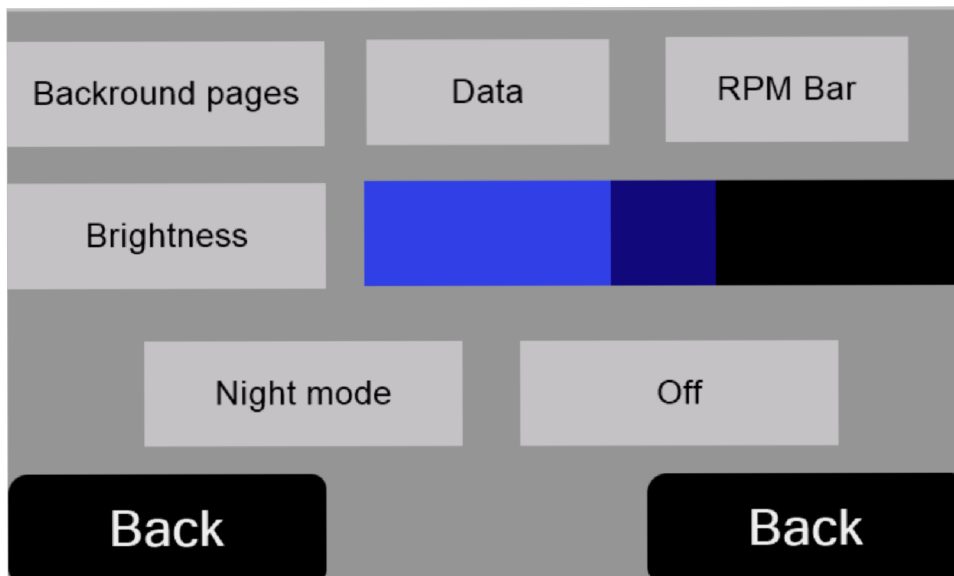 Backround pages
Data
RPM Bar
Brightness
Night mode
Off
Back
Back